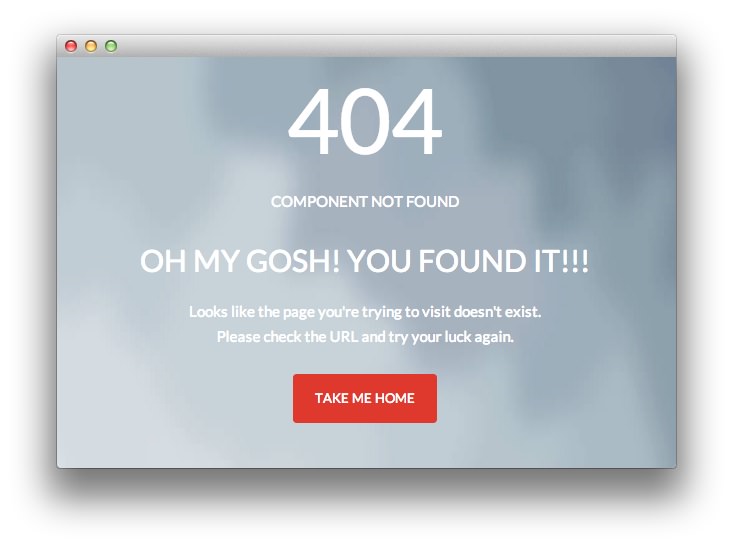 404
COMPONENT NOT FOUND
OH MY GOSH! YOU FOUND IT!!!
Looks like the page you're trying to visit doesn't exist.
Please check the URL and try your luck again.
TAKE ME HOME